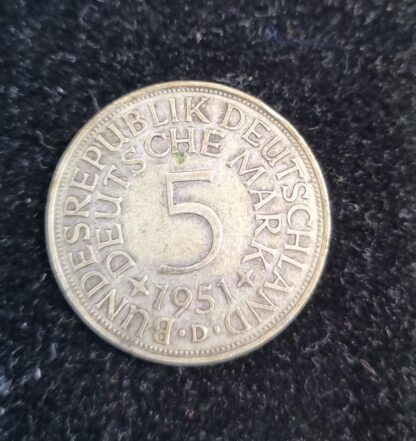 BUNDESREPUBLIK DEUTSCHLAND
DEUTSCHE MARK
5
1951
· D ·